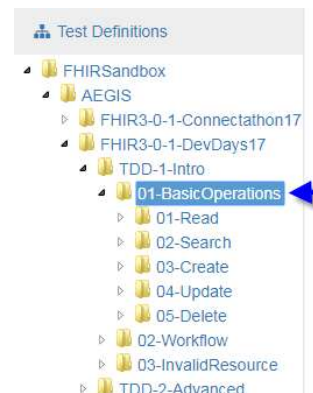 Test Definitions
FHIRSandbox
AEGIS
FHIR3-0-1-Connectathon17
FHIR3-0-1-DevDays17
TDD-1-Intro
01-BasicOperations
01-Read
02-Search
03-Create
04-Update
05-Delete
02-Workflow
03-InvalidResource
TDD-2-Advanced